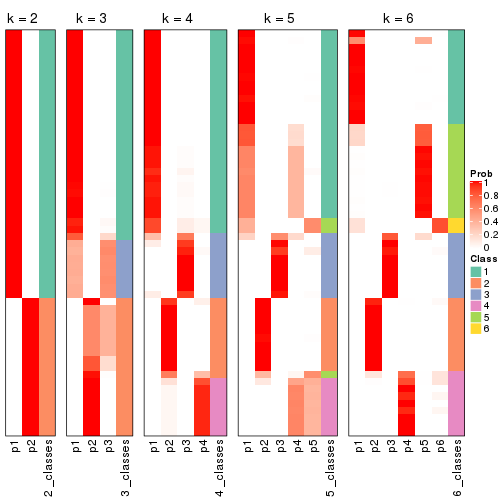 k = 2
k = 3
k = 4
k = 5
k = 6
p1
p2
2_classes
p1
p2
p3
3_classes
p1
p2
p3
p4
4_classes
p1
p2
p3
p4
p5
5_classes
p1
p2
p3
p4
p5
p6
6_classes
Prob
1
0.8
0.6
0.4
0.2
0
Class
1
2
3
4
5
6